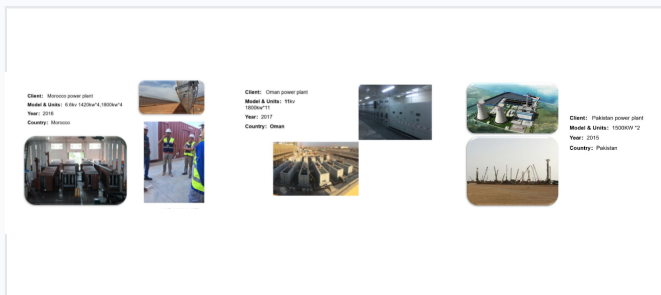 Client: Morocco power plant
Model & Units: 6.6kv 1420kw*4,1800kw*4
Year: 2016
Country: Morocco
Client: Oman power plant
Model & Units: 11kv
1800kw*11
Year: 2017
Country: Oman
Client: Pakistan power plant
Model & Units: 1500KW *2
Year: 2015
Country: Pakistan